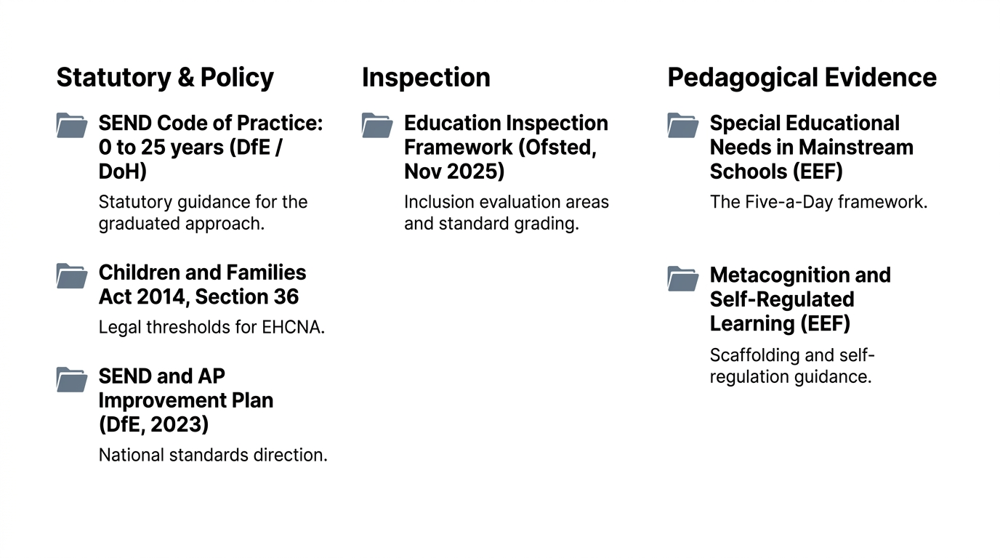 Statutory & Policy
SEND Code of Practice:
0 to 25 years (DfE /
DoH)
Statutory guidance for the
graduated approach.
Children and Families
Act 2014, Section 36
Legal thresholds for EHCNA.
SEND and AP
Improvement Plan
(DfE, 2023)
National standards direction.
Inspection
Education Inspection
Framework (Ofsted,
Nov 2025)
Inclusion evaluation areas
and standard grading.
Pedagogical Evidence
Special Educational
Needs in Mainstream
Schools (EEF)
The Five-a-Day framework.
Metacognition and
Self-Regulated
Learning (EEF)
Scaffolding and self-
regulation guidance.